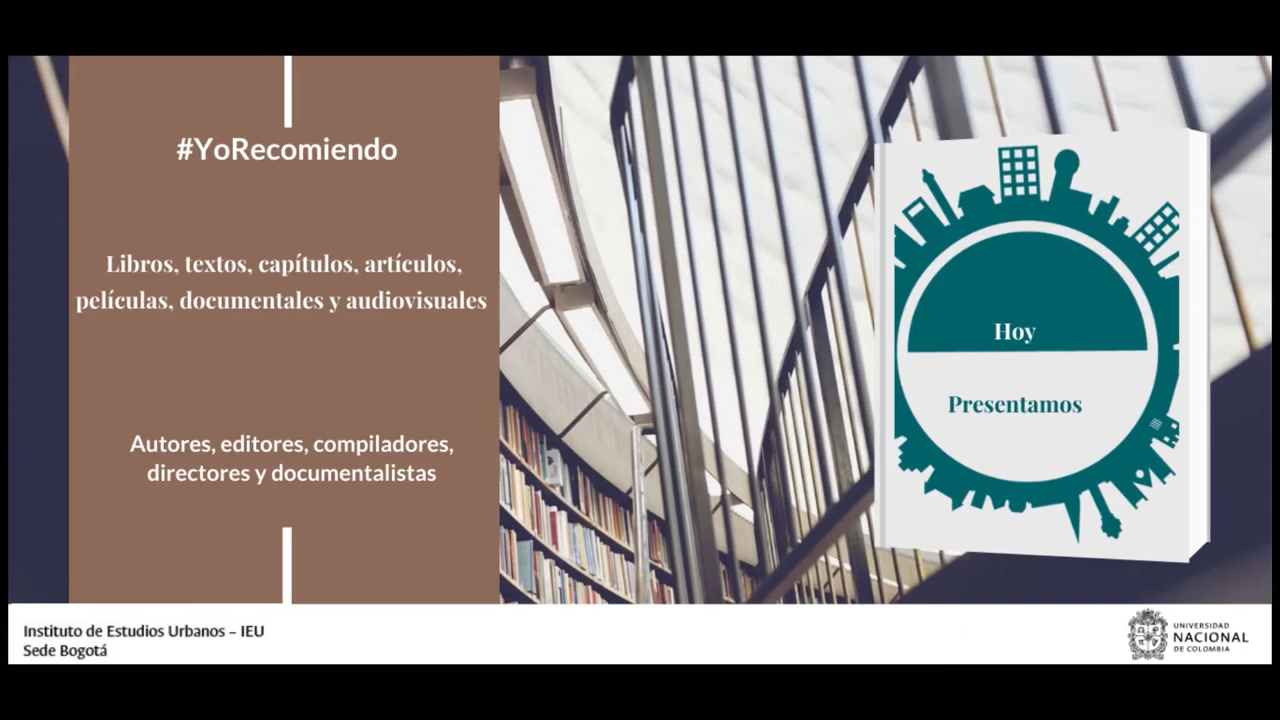 #YoRecomiendo
Libros, textos, capítulos, artículos,
películas, documentales y audiovisuales
Autores, editores, compiladores,
directores y documentalistas
Hoy
Presentamos
Instituto de Estudios Urbanos – IEU
Sede Bogotá
UNIVERSIDAD
NACIONAL
DE COLOMBIA